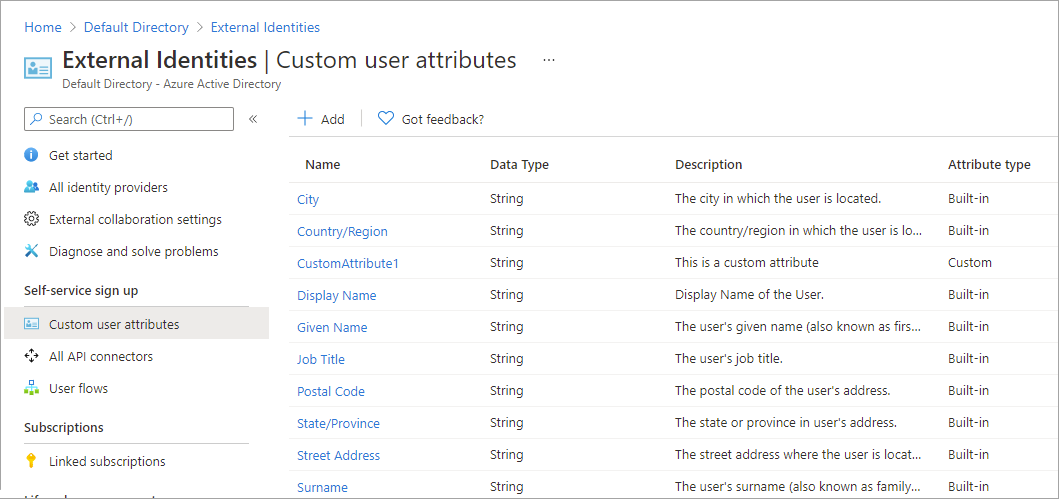 Home > Default Directory > External Identities
External Identities | Custom user attributes ...
Default Directory - Azure Active Directory
Search (Ctrl+/) «
Get started
All identity providers
External collaboration settings
Diagnose and solve problems
Self-service sign up
Custom user attributes
All API connectors
User flows
Subscriptions
Linked subscriptions
+ Add Got feedback?
Name Data Type Description Attribute type
City String The city in which the user is located. Built-in
Country/Region String The country/region in which the user is lo... Built-in
CustomAttribute1 String This is a custom attribute Custom
Display Name String Display Name of the User. Built-in
Given Name String The user's given name (also known as firs... Built-in
Job Title String The user's job title. Built-in
Postal Code String The postal code of the user's address. Built-in
State/Province String The state or province in user's address. Built-in
Street Address String The street address where the user is locat... Built-in
Surname String The user's surname (also known as family... Built-in